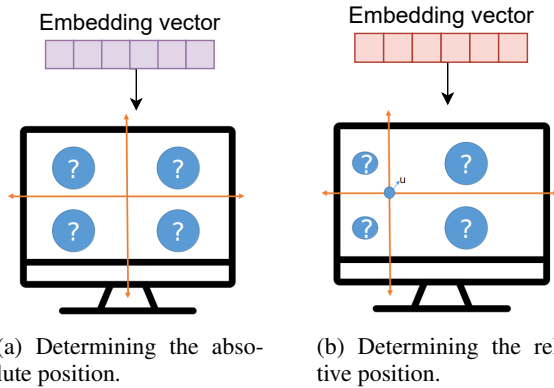 Embedding vector
Embedding vector
? ?
? ?
? ?
? ?
u
(a) Determining the abso-
lute position.
(b) Determining the rel
tive position.